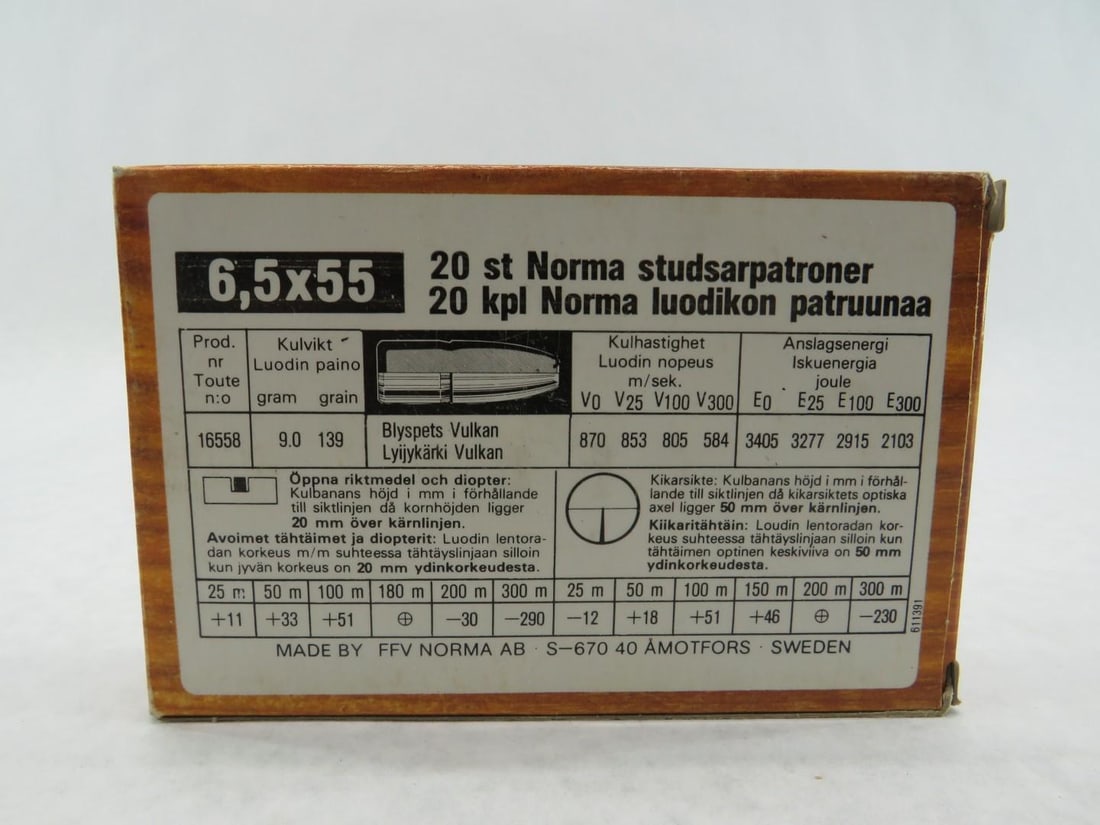 6,5x55
20 st Norma studsarpatroner
20 kpl Norma luodikon patruunaa
Prod. nr Toute n:o
Kulvikt
Luodin paino
gram grain
Kulhastighet
Luodin nopeus
m/sek.
V0 V25 V100 V300
Anslagsenergi
Iskuenergia
joule
E0 E25 E100 E300
16558 9.0 139
Blyspets Vulkan
Lyijykärki Vulkan
870 853 805 584 3405 3277 2915 2103
Öppna riktmedel och diopter:
Kulbanans höjd i mm i förhållande
till siktlinjen då kornhöjden ligger
20 mm över kärnlinjen.
Avoimet tähtäimet ja diopterit: Luodin lentora-
dan korkeus m/m suhteessa tähtäyslinjaan silloin
kun jyvän korkeus on 20 mm ydinkorkeudesta.
Kikarsikte: Kulbanans höjd i mm i förhål-
lande till siktlinjen då kikarsiktets optiska
axel ligger 50 mm över kärnlinjen.
Kiikaritähtäin: Loudin lentoradan kor-
keus suhteessa tähtäyslinjaan silloin kun
tähtäimen optinen keskiviiva on 50 mm
ydinkorkeudesta.
25 m 50 m 100 m 180 m 200 m 300 m 25 m 50 m 100 m 150 m 200 m 300 m
+11 +33 +51 ⊕ −30 −290 −12 +18 +51 +46 ⊕ −230
611391
MADE BY FFV NORMA AB · S−670 40 ÅMOTFORS · SWEDEN